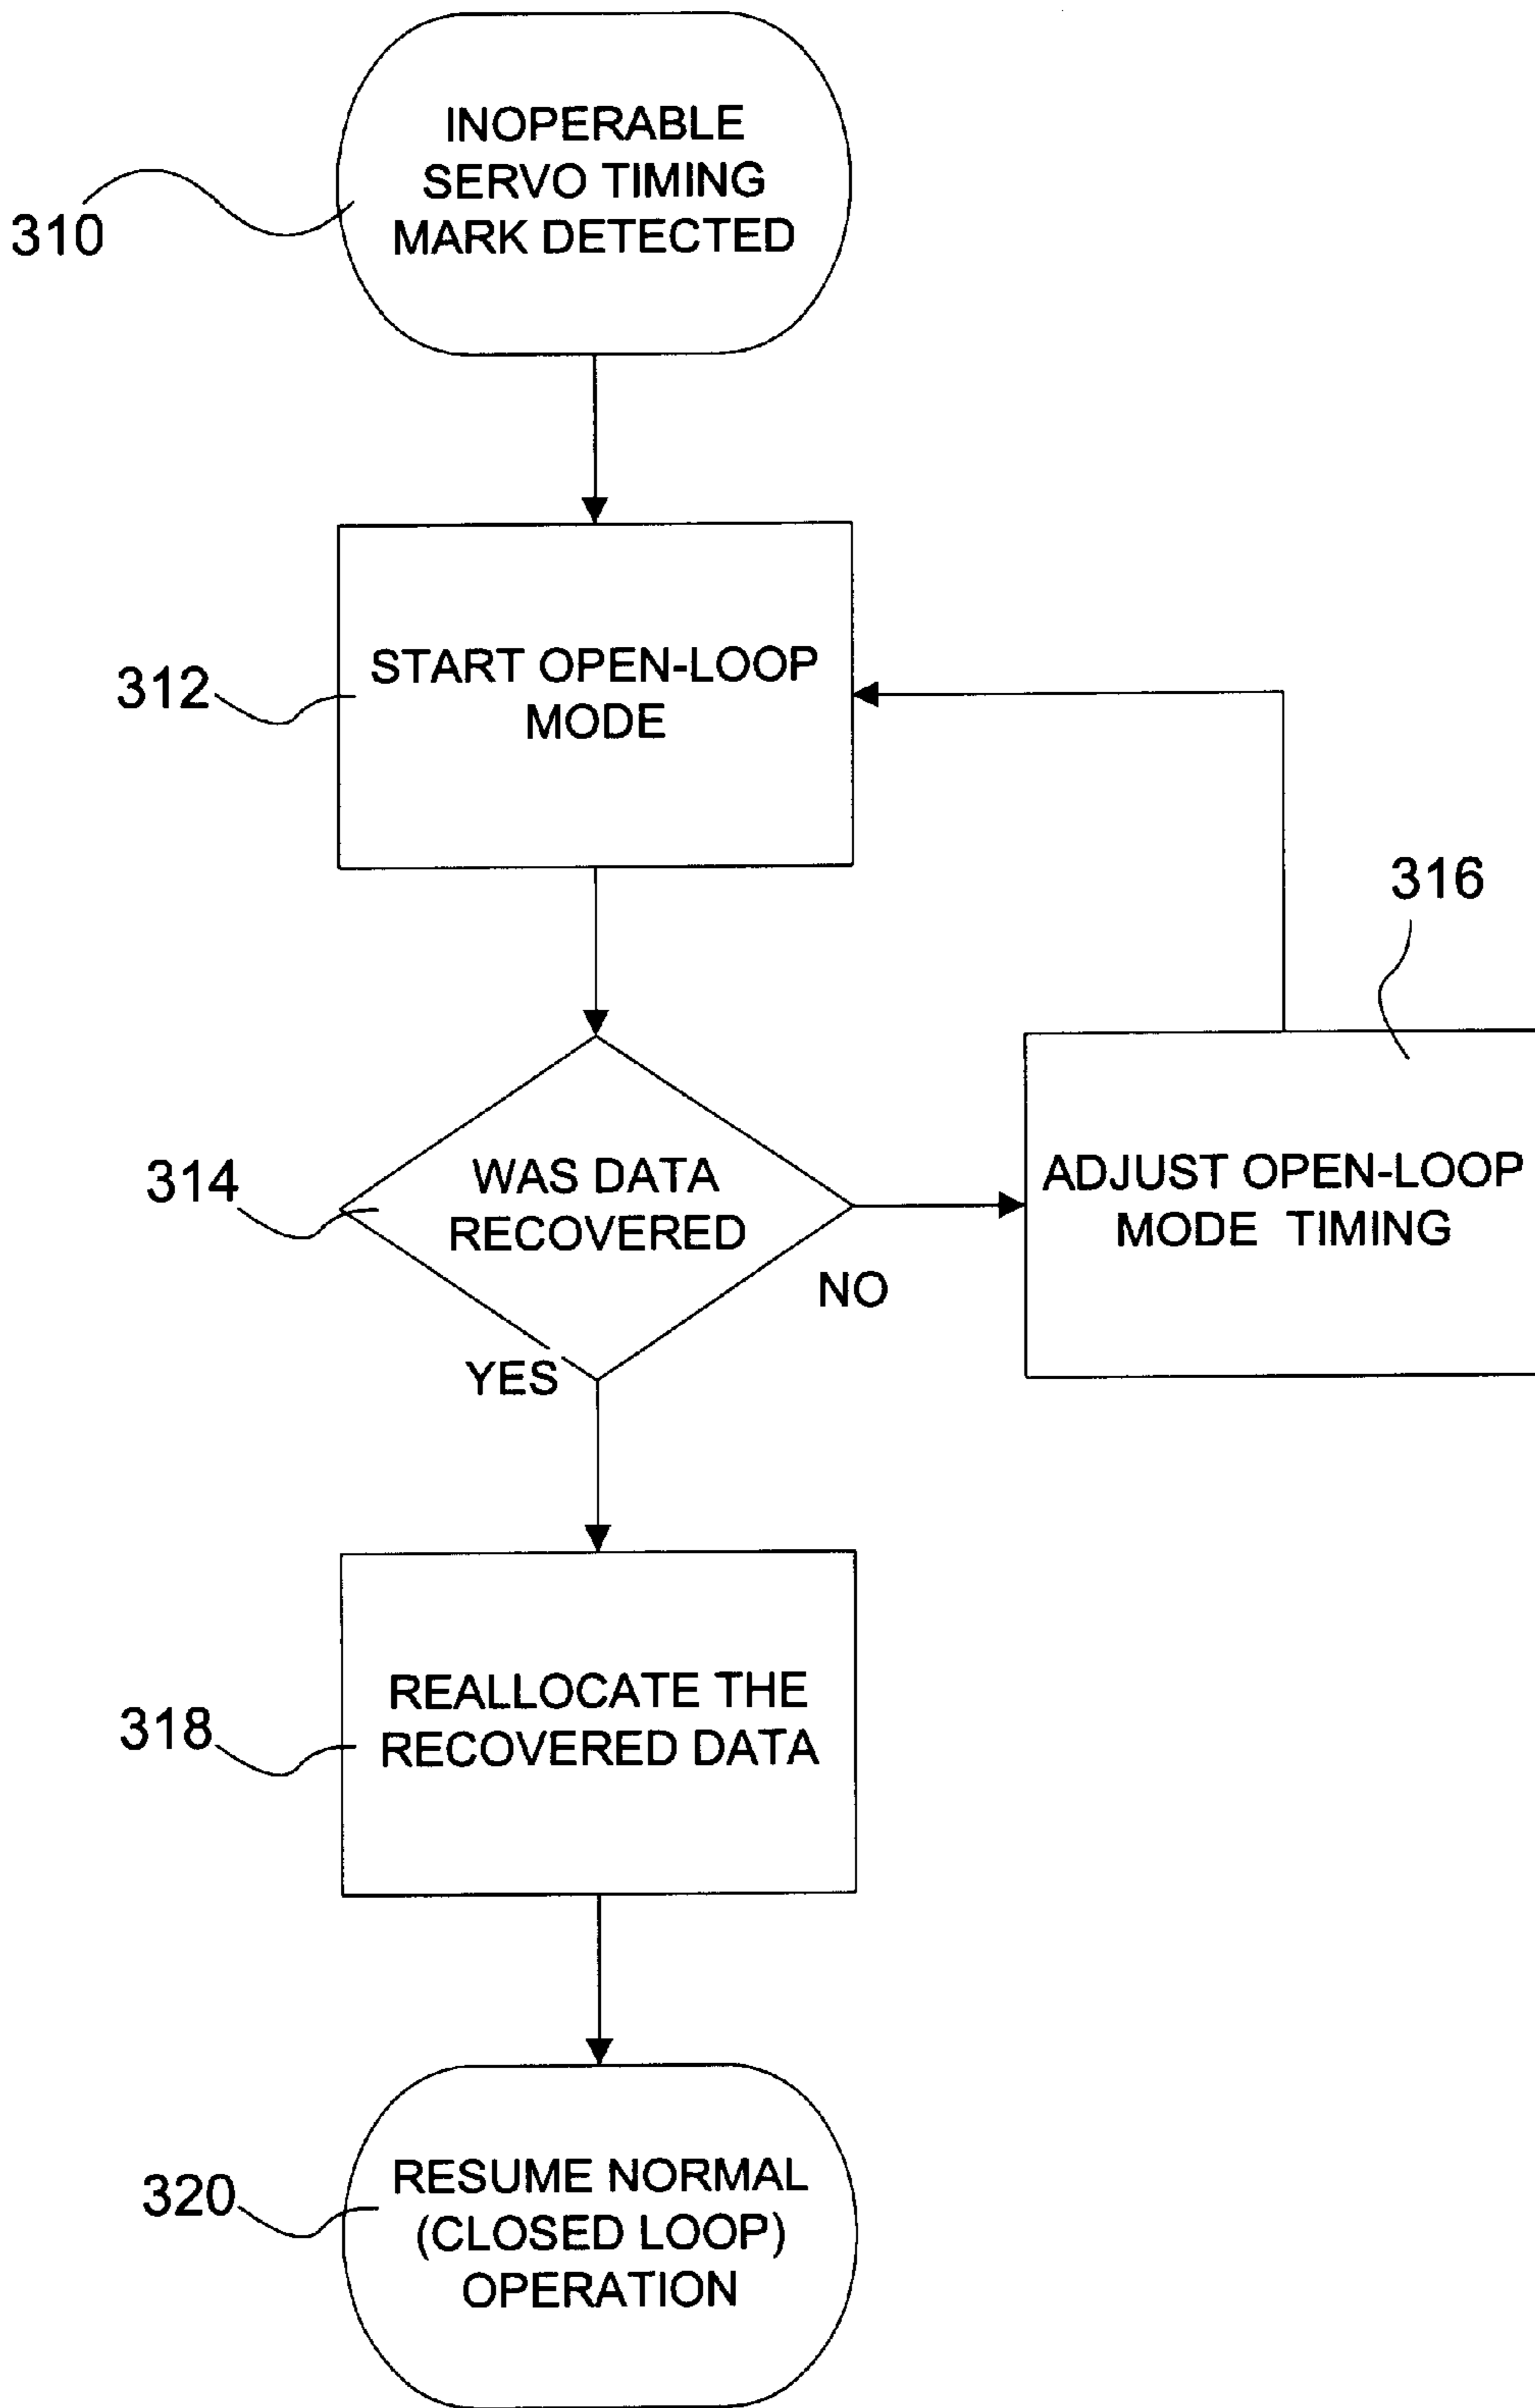 INOPERABLE
SERVO TIMING
MARK DETECTED
310
START OPEN-LOOP
MODE
312
316
WAS DATA
RECOVERED
314
ADJUST OPEN-LOOP
MODE TIMING
NO
YES
REALLOCATE THE
RECOVERED DATA
318
RESUME NORMAL
(CLOSED LOOP)
OPERATION
320